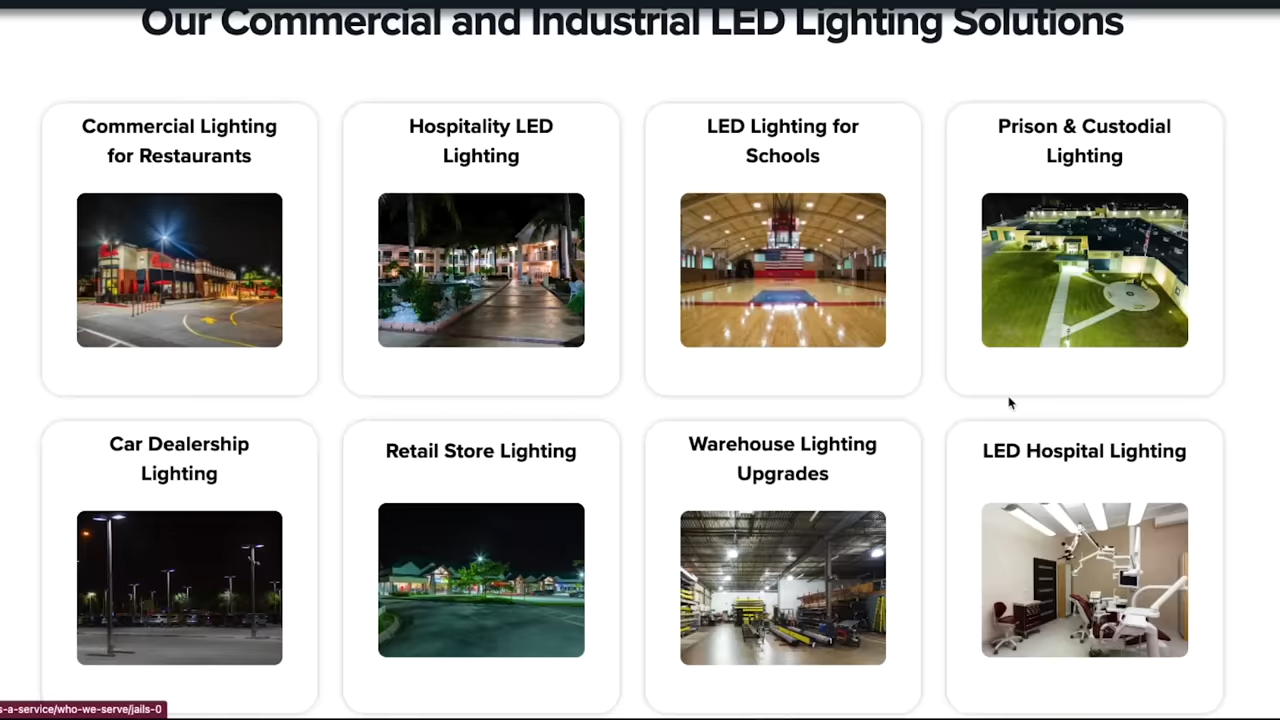 Our Commercial and Industrial LED Lighting Solutions
Commercial Lighting
for Restaurants
Hospitality LED
Lighting
LED Lighting for
Schools
Prison & Custodial
Lighting
Car Dealership
Lighting
Retail Store Lighting
Warehouse Lighting
Upgrades
LED Hospital Lighting
s-a-service/who-we-serve/jails-0